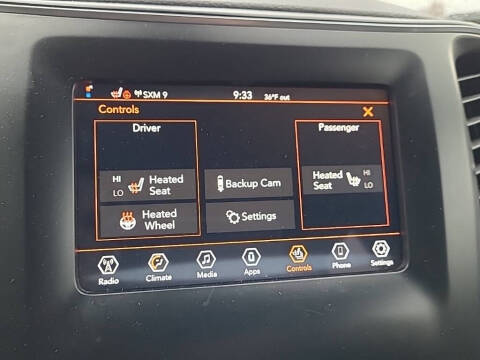 SXM 9 9:33 36°F out
Controls
Driver
Passenger
HI
LO
Heated
Seat
Heated
Wheel
Backup Cam
Settings
Heated
Seat
HI
LO
Radio Climate Media Apps Controls Phone Settings